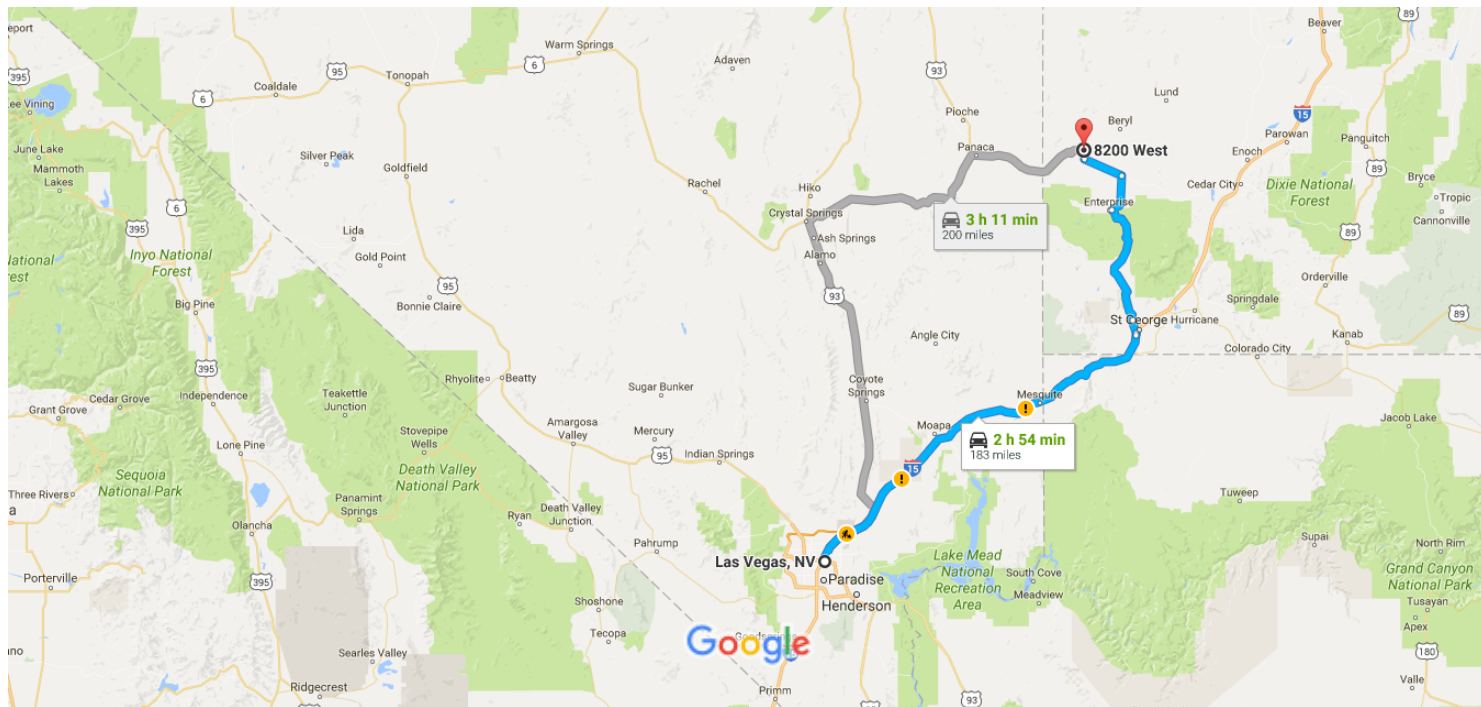 89
Beaver
eport
395
Lee Vining
Coaldale
95
Tonopah
Warm Springs
6
Adaven
93
Lund
15
6
June Lake
Mammoth
Lakes
Silver Peak
Goldfield
Pioche
Panaca
Beryl
8200 West
Parowan
Enoch
Panguitch
89
Rachel
Hiko
Cedar City
Dixie National
Forest
Bryce
Tropic
Cannonville
6
395
Lida
Crystal Springs
Ash Springs
Alamo
3 h 11 min
200 miles
Enterprise
89
National
rest
Inyo National
Forest
Gold Point
Orderville
Big Pine
Bonnie Claire
95
93
Springdale
St George
Hurricane
89
Angle City
Kanab
Colorado City
395
Rhyolite
Beatty
Sugar Bunker
Coyote
Springs
Mesquite
Grant Grove
Cedar Grove
Independence
Teakettle
Junction
Jacob Lake
Amargosa
Valley
Mercury
Moapa
2 h 54 min
183 miles
Lone Pine
Stovepipe
Wells
95
Indian Springs
15
Sequoia
National Park
Death Valley
National Park
Three Rivers
a
Panamint
Springs
Tuweep
Olancha
Ryan
Death Valley
Junction
Supai
Pahrump
Las Vegas, NV
Lake Mead
National
Recreation
Area
North Rim
Grand Canyon
National Park
Porterville
395
Paradise
Henderson
South Cove
Meadview
Shoshone
Tusayan
Apex
Tecopa
Google
Goodsprings
15
ano
Searles Valley
180
Valle
Ridgecrest
Primm
93